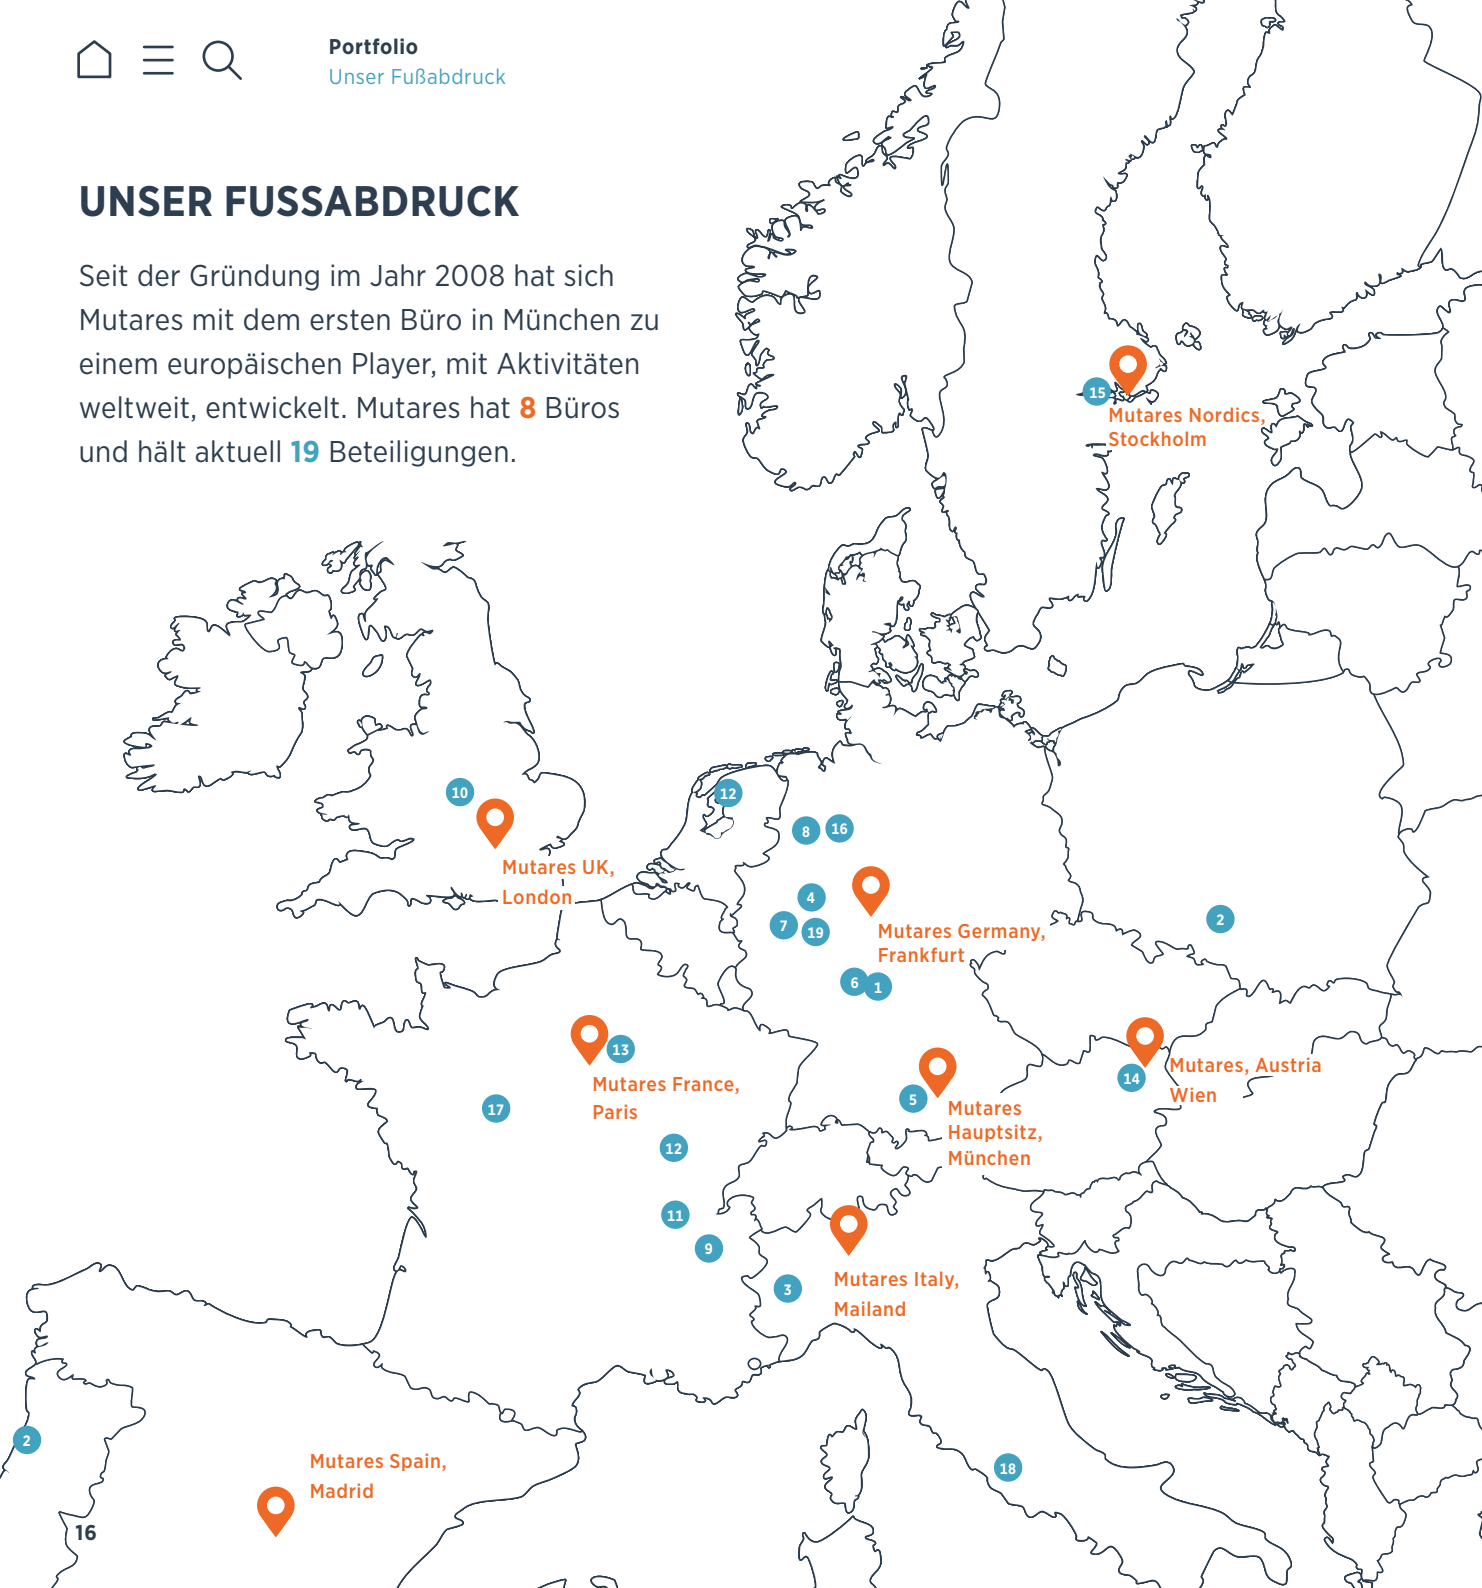 Portfolio
Unser Fußabdruck
UNSER FUSSABDRUCK
Seit der Gründung im Jahr 2008 hat sich
Mutares mit dem ersten Büro in München zu
einem europäischen Player, mit Aktivitäten
weltweit, entwickelt. Mutares hat 8 Büros
und hält aktuell 19 Beteiligungen.
15
Mutares Nordics,
Stockholm
10
12
Mutares UK,
London
8
16
4
7
19
Mutares Germany,
Frankfurt
2
6
1
13
Mutares France,
Paris
17
14
Mutares, Austria
Wien
5
Mutares
Hauptsitz,
München
12
11
9
3
Mutares Italy,
Mailand
2
18
Mutares Spain,
Madrid
16